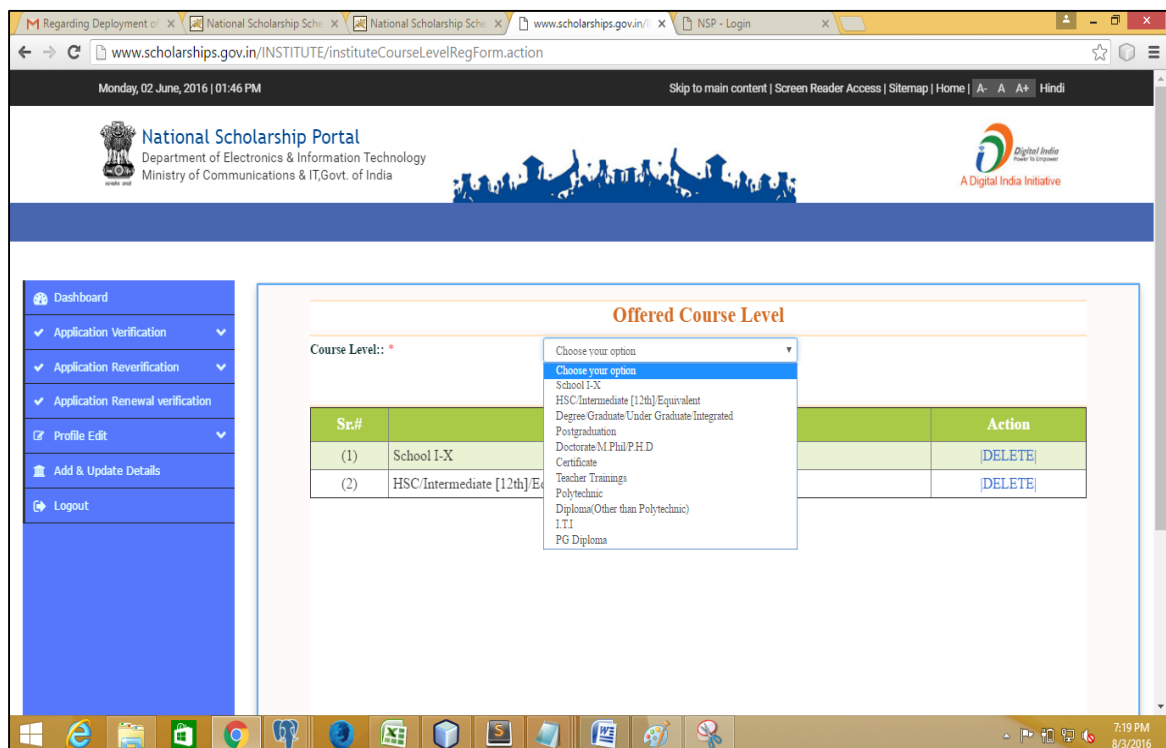 Regarding Deployment of
National Scholarship Sche
National Scholarship Sche
www.scholarships.gov.in/I
NSP - Login
www.scholarships.gov.in/INSTITUTE/instituteCourseLevelRegForm.action
Monday, 02 June, 2016 | 01:46 PM
Skip to main content | Screen Reader Access | Sitemap | Home | A- A A+ Hindi
National Scholarship Portal
Department of Electronics & Information Technology
Ministry of Communications & IT,Govt. of India
Digital India
Power To Empower
A Digital India Initiative
Dashboard
Application Verification
Application Reverification
Application Renewal verification
Profile Edit
Add & Update Details
Logout
Offered Course Level
Course Level:: *
Choose your option
Choose your option
School I-X
HSC/Intermediate [12th]/Equivalent
Degree/Graduate/Under Graduate/Integrated
Postgraduation
Doctorate/M.Phil/P.H.D
Certificate
Teacher Trainings
Polytechnic
Diploma(Other than Polytechnic)
I.T.I
PG Diploma
Sr.# Action
(1) School I-X |DELETE|
(2) HSC/Intermediate [12th]/Eq |DELETE|
7:19 PM
8/3/2016